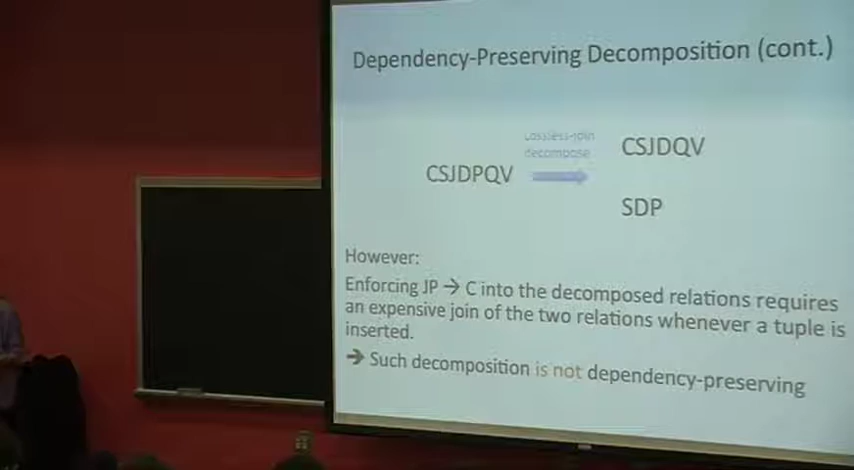 Dependency-Preserving Decomposition (cont.)
Lossless-join
decompose
CSJDQV
CSJDPQV
SDP
However:
Enforcing JP → C into the decomposed relations requires
an expensive join of the two relations whenever a tuple is
inserted.
→ Such decomposition is not dependency-preserving